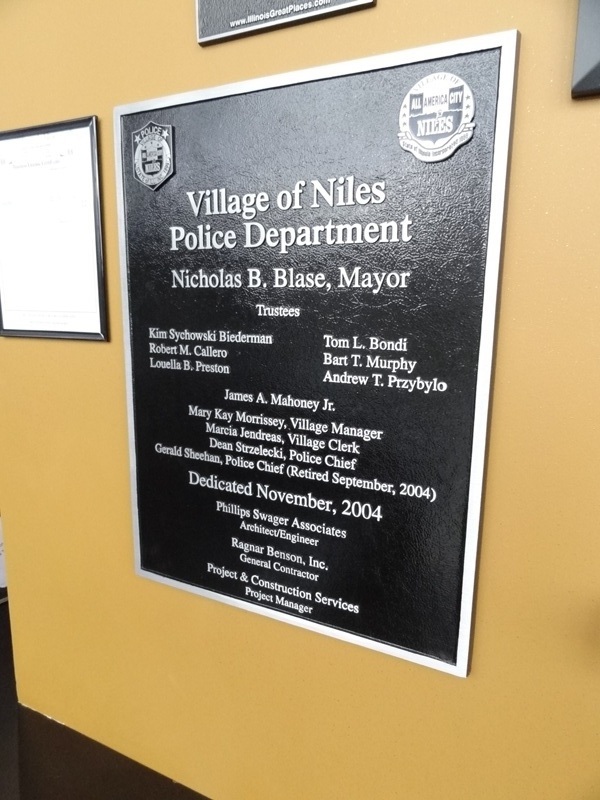 www.IllinoisGreatPlaces.com
POLICE
ALL AMERICA CITY
NILES
Village of Niles
Police Department
Nicholas B. Blase, Mayor
Trustees
Kim Sychowski Biederman
Robert M. Callero
Louella B. Preston
Tom L. Bondi
Bart T. Murphy
Andrew T. Przybylo
James A. Mahoney Jr.
Mary Kay Morrissey, Village Manager
Marcia Jendreas, Village Clerk
Dean Strzelecki, Police Chief
Gerald Sheehan, Police Chief (Retired September, 2004)
Dedicated November, 2004
Phillips Swager Associates
Architect/Engineer
Ragnar Benson, Inc.
General Contractor
Project & Construction Services
Project Manager